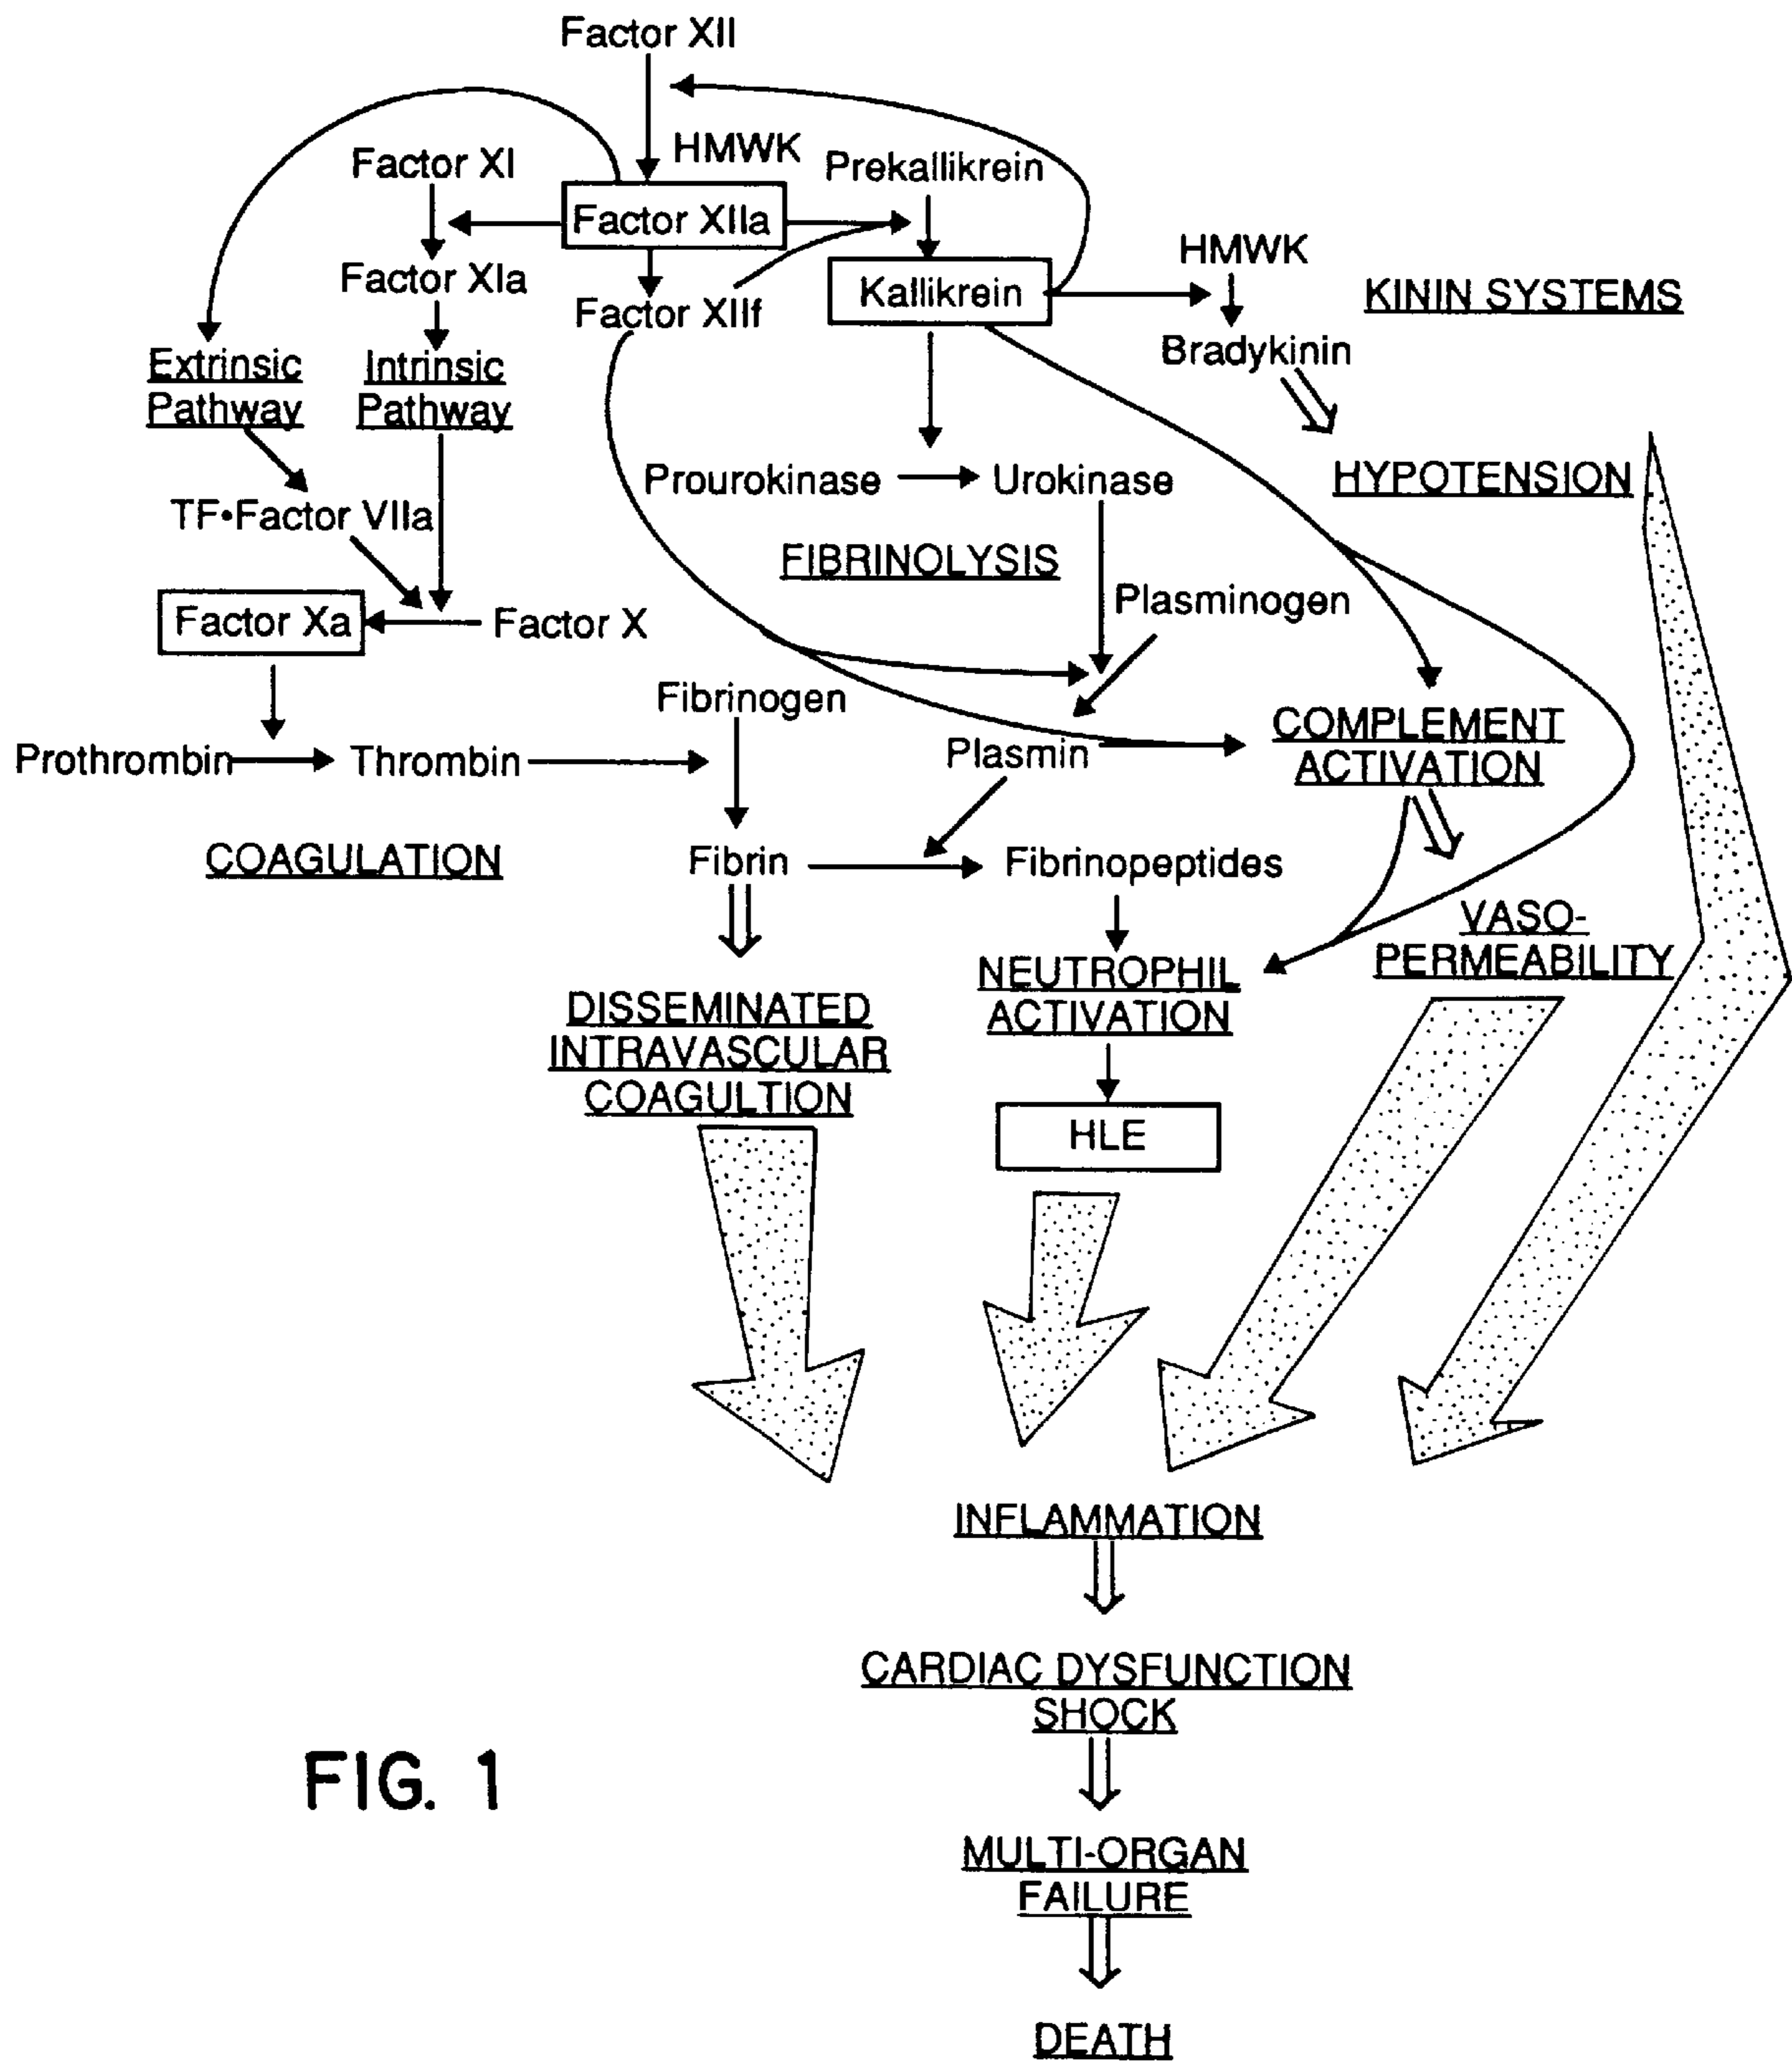 Factor XII
HMWK
Factor XI
Prekallikrein
Factor XIIa
HMWK
Factor XIa
Kallikrein
KININ SYSTEMS
Factor XIIf
Bradykinin
Extrinsic
Pathway
Intrinsic
Pathway
Prourokinase
Urokinase
HYPOTENSION
TF•Factor VIIa
FIBRINOLYSIS
Plasminogen
Factor Xa
Factor X
Fibrinogen
Prothrombin
Thrombin
Plasmin
COMPLEMENT
ACTIVATION
COAGULATION
Fibrin
Fibrinopeptides
VASO-
PERMEABILITY
NEUTROPHIL
ACTIVATION
DISSEMINATED
INTRAVASCULAR
COAGULTION
HLE
INFLAMMATION
CARDIAC DYSFUNCTION
SHOCK
FIG. 1
MULTI-ORGAN
FAILURE
DEATH